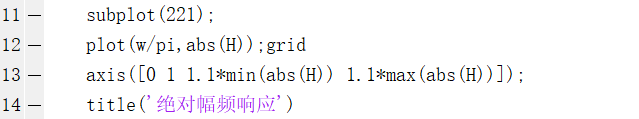 11 — subplot(221);
12 — plot(w/pi,abs(H));grid
13 — axis([0 1 1.1*min(abs(H)) 1.1*max(abs(H))]);
14 — title('绝对幅频响应')